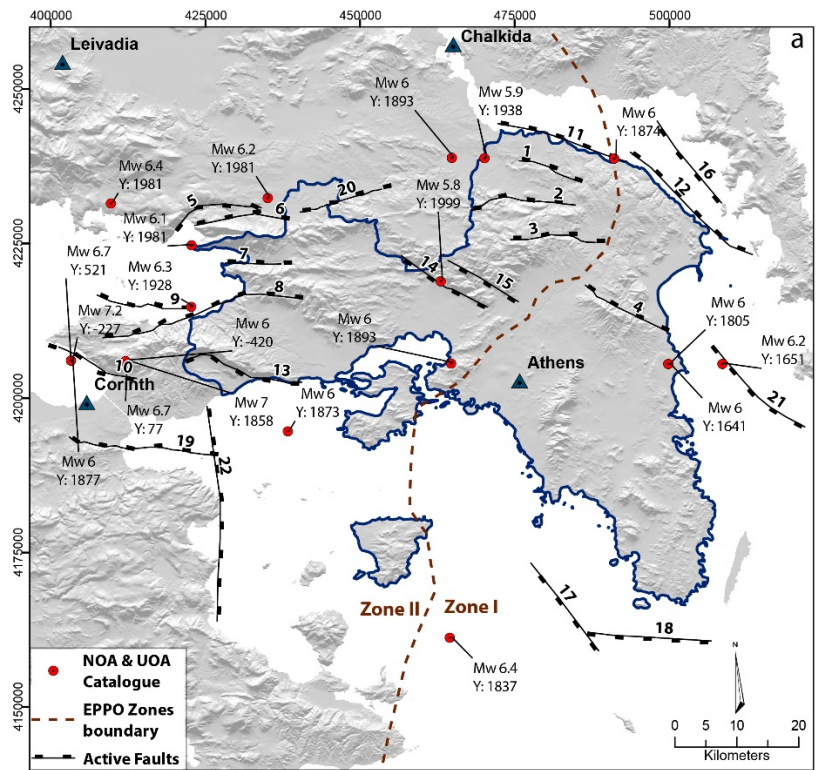 400000
425000
450000
475000
500000
a
Leivadia
Chalkida
4250000
4225000
4200000
4175000
4150000
Mw 6
Y: 1893
Mw 5.9
Y: 1938
Mw 6
Y: 1874
Mw 6.2
Y: 1981
Mw 6.4
Y: 1981
Mw 5.8
Y: 1999
Mw 6.1
Y: 1981
Mw 6.7
Y: 521
Mw 6.3
Y: 1928
Mw 7.2
Y: -227
Mw 6
Y: -420
Mw 6
Y: 1893
Mw 6
Y: 1805
Mw 6.2
Y: 1651
Athens
Corinth
Mw 6.7
Y: 77
Mw 7
Y: 1858
Mw 6
Y: 1873
Mw 6
Y: 1641
Mw 6
Y: 1877
Mw 6.4
Y: 1837
1
2
3
4
5
6
7
8
9
10
11
12
13
14
15
16
17
18
19
20
21
22
Zone II
Zone I
NOA & UOA
Catalogue
EPPO Zones
boundary
Active Faults
N
0
5
10
20
Kilometers